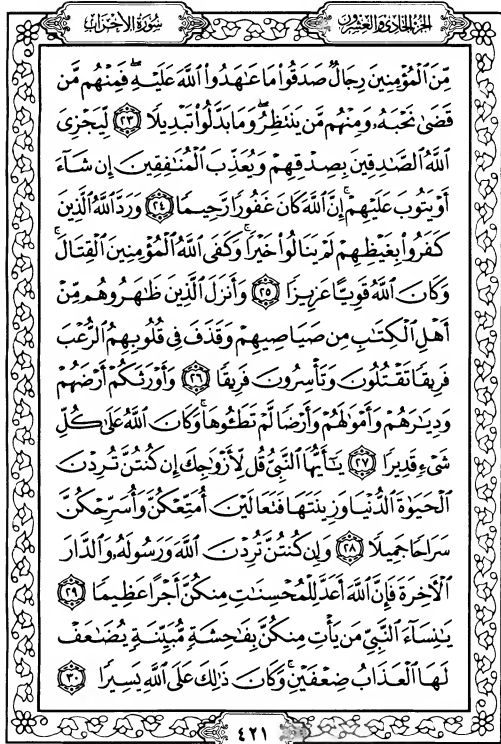 الجزء الحادي والعشرون
سورة الأحزاب
مِّنَ ٱلْمُؤْمِنِينَ رِجَالٌ صَدَقُوا۟ مَا عَـٰهَدُوا۟ ٱللَّهَ عَلَيْهِ ۖ فَمِنْهُم مَّن
قَضَىٰ نَحْبَهُۥ وَمِنْهُم مَّن يَنتَظِرُ ۖ وَمَا بَدَّلُوا۟ تَبْدِيلًا ٢٣ لِّيَجْزِىَ
ٱللَّهُ ٱلصَّـٰدِقِينَ بِصِدْقِهِمْ وَيُعَذِّبَ ٱلْمُنَـٰفِقِينَ إِن شَآءَ
أَوْ يَتُوبَ عَلَيْهِمْ ۚ إِنَّ ٱللَّهَ كَانَ غَفُورًا رَّحِيمًا ٢٤ وَرَدَّ ٱللَّهُ ٱلَّذِينَ
كَفَرُوا۟ بِغَيْظِهِمْ لَمْ يَنَالُوا۟ خَيْرًا ۚ وَكَفَى ٱللَّهُ ٱلْمُؤْمِنِينَ ٱلْقِتَالَ ۚ
وَكَانَ ٱللَّهُ قَوِيًّا عَزِيزًا ٢٥ وَأَنزَلَ ٱلَّذِينَ ظَـٰهَرُوهُم مِّنْ
أَهْلِ ٱلْكِتَـٰبِ مِن صَيَاصِيهِمْ وَقَذَفَ فِى قُلُوبِهِمُ ٱلرُّعْبَ
فَرِيقًا تَقْتُلُونَ وَتَأْسِرُونَ فَرِيقًا ٢٦ وَأَوْرَثَكُمْ أَرْضَهُمْ
وَدِيَـٰرَهُمْ وَأَمْوَٰلَهُمْ وَأَرْضًا لَّمْ تَطَـُٔوهَا ۚ وَكَانَ ٱللَّهُ عَلَىٰ كُلِّ
شَىْءٍ قَدِيرًا ٢٧ يَـٰٓأَيُّهَا ٱلنَّبِىُّ قُل لِّأَزْوَٰجِكَ إِن كُنتُنَّ تُرِدْنَ
ٱلْحَيَوٰةَ ٱلدُّنْيَا وَزِينَتَهَا فَتَعَالَيْنَ أُمَتِّعْكُنَّ وَأُسَرِّحْكُنَّ
سَرَاحًا جَمِيلًا ٢٨ وَإِن كُنتُنَّ تُرِدْنَ ٱللَّهَ وَرَسُولَهُۥ وَٱلدَّارَ
ٱلْـَٔاخِرَةَ فَإِنَّ ٱللَّهَ أَعَدَّ لِلْمُحْسِنَـٰتِ مِنكُنَّ أَجْرًا عَظِيمًا ٢٩
يَـٰنِسَآءَ ٱلنَّبِىِّ مَن يَأْتِ مِنكُنَّ بِفَـٰحِشَةٍ مُّبَيِّنَةٍ يُضَـٰعَفْ
لَهَا ٱلْعَذَابُ ضِعْفَيْنِ ۚ وَكَانَ ذَٰلِكَ عَلَى ٱللَّهِ يَسِيرًا ٣٠
٤٢١